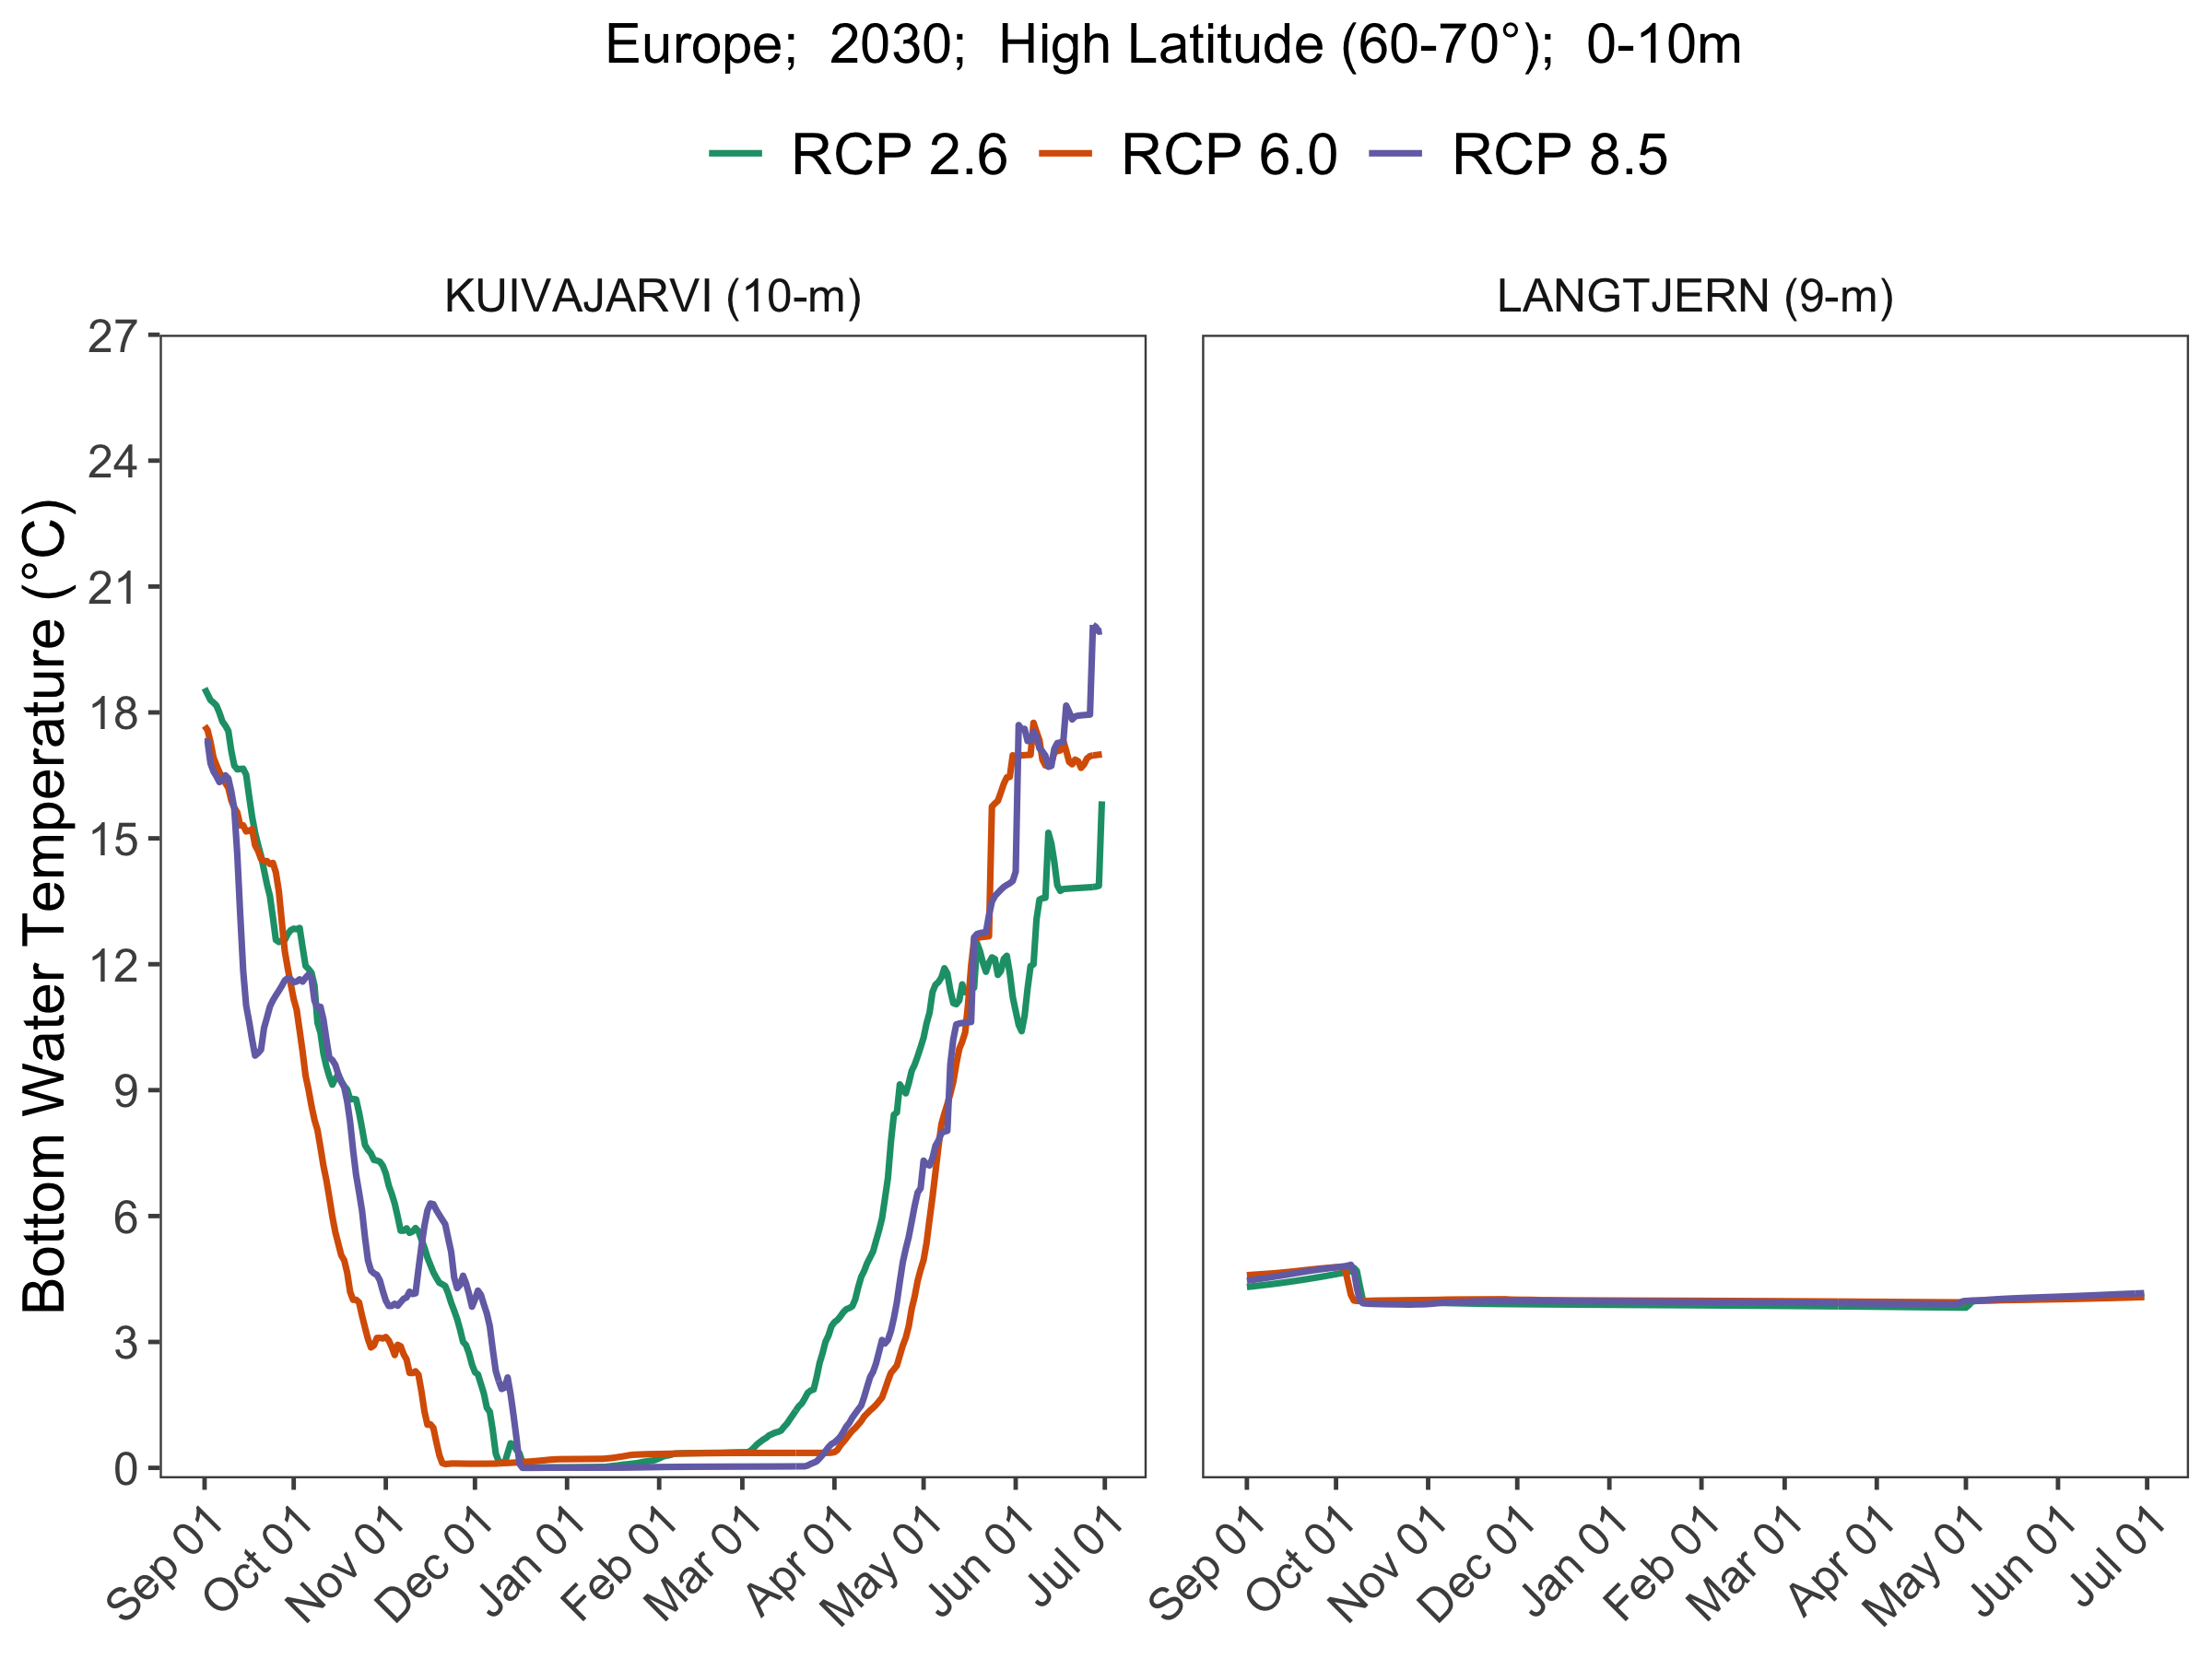 Europe;  2030;  High Latitude (60-70°);  0-10m
RCP 2.6 RCP 6.0 RCP 8.5
KUIVAJARVI (10-m)
LANGTJERN (9-m)
Bottom Water Temperature (°C)
27
24
21
18
15
12
9
6
3
0
Sep 01 Oct 01 Nov 01 Dec 01 Jan 01 Feb 01 Mar 01 Apr 01 May 01 Jun 01 Jul 01
Sep 01 Oct 01 Nov 01 Dec 01 Jan 01 Feb 01 Mar 01 Apr 01 May 01 Jun 01 Jul 01